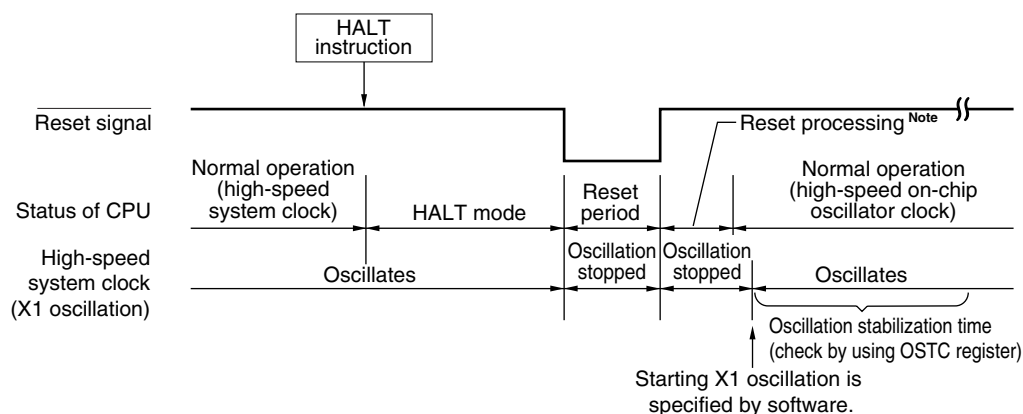 HALT
instruction
Reset signal
Reset processing Note
Status of CPU
Normal operation
(high-speed
system clock)
HALT mode
Reset
period
Normal operation
(high-speed on-chip
oscillator clock)
High-speed
system clock
(X1 oscillation)
Oscillates
Oscillation
stopped
Oscillation
stopped
Oscillates
Oscillation stabilization time
(check by using OSTC register)
Starting X1 oscillation is
specified by software.